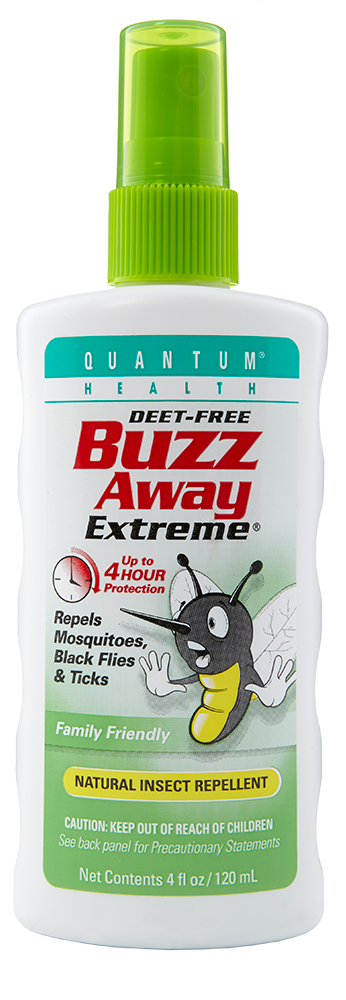 QUANTUM®
HEALTH
DEET-FREE
BUZZ
Away
Extreme®
Up to
4 HOUR
Protection
Repels
Mosquitoes,
Black Flies
& Ticks
Family Friendly
NATURAL INSECT REPELLENT
CAUTION: KEEP OUT OF REACH OF CHILDREN
See back panel for Precautionary Statements
Net Contents 4 fl oz / 120 mL